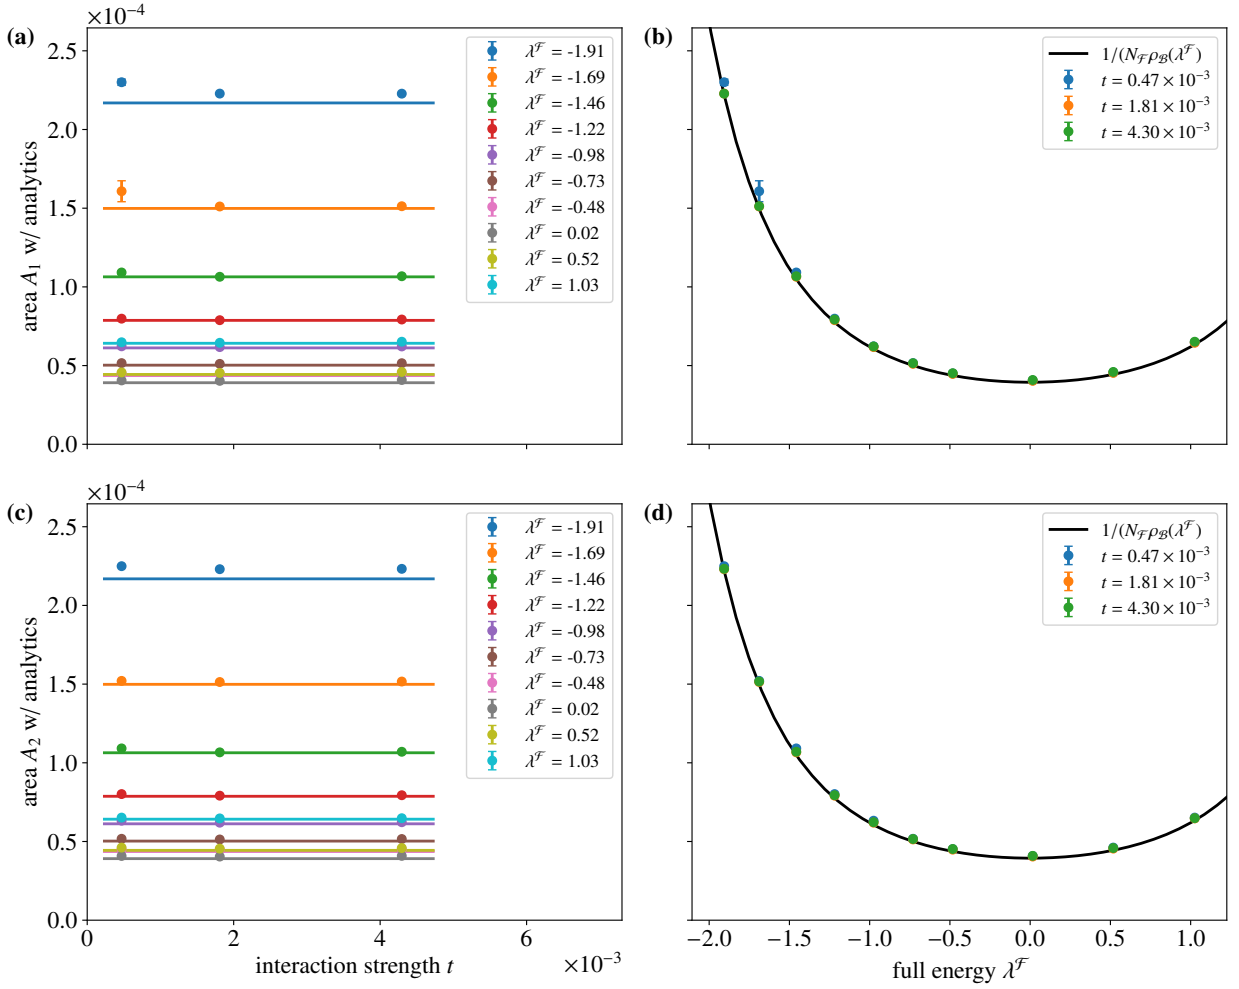 (a)
×10⁻⁴
area A₁ w/ analytics
2.5
2.0
1.5
1.0
0.5
0.0
λ^ℱ = -1.91
λ^ℱ = -1.69
λ^ℱ = -1.46
λ^ℱ = -1.22
λ^ℱ = -0.98
λ^ℱ = -0.73
λ^ℱ = -0.48
λ^ℱ = 0.02
λ^ℱ = 0.52
λ^ℱ = 1.03
(b)
1/(N_ℱρ_ℬ(λ^ℱ)
t = 0.47 × 10⁻³
t = 1.81 × 10⁻³
t = 4.30 × 10⁻³
(c)
×10⁻⁴
area A₂ w/ analytics
2.5
2.0
1.5
1.0
0.5
0.0
λ^ℱ = -1.91
λ^ℱ = -1.69
λ^ℱ = -1.46
λ^ℱ = -1.22
λ^ℱ = -0.98
λ^ℱ = -0.73
λ^ℱ = -0.48
λ^ℱ = 0.02
λ^ℱ = 0.52
λ^ℱ = 1.03
0 2 4 6
interaction strength t
×10⁻³
(d)
1/(N_ℱρ_ℬ(λ^ℱ)
t = 0.47 × 10⁻³
t = 1.81 × 10⁻³
t = 4.30 × 10⁻³
−2.0 −1.5 −1.0 −0.5 0.0 0.5 1.0
full energy λ^ℱ